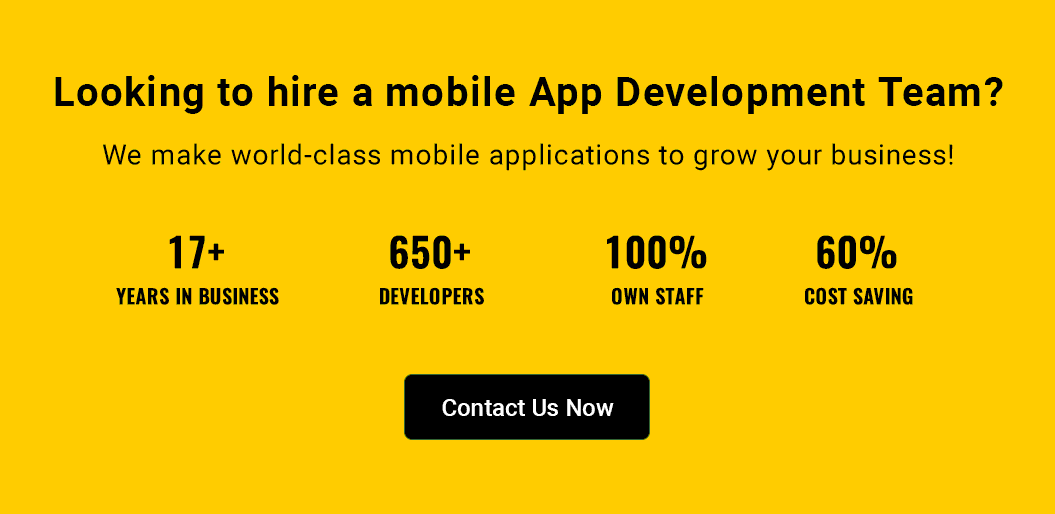 Looking to hire a mobile App Development Team?
We make world-class mobile applications to grow your business!
17+ 650+ 100% 60%
YEARS IN BUSINESS DEVELOPERS OWN STAFF COST SAVING
Contact Us Now